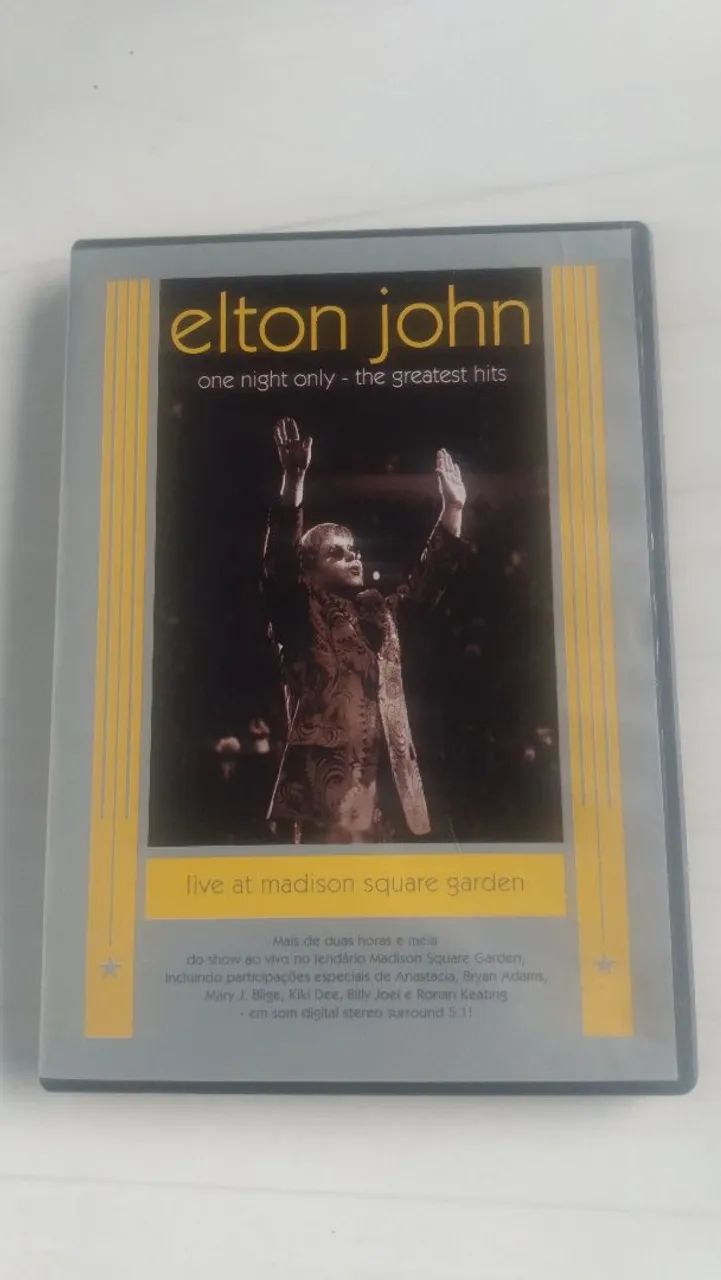 elton john
one night only - the greatest hits
live at madison square garden
Mais de duas horas e meia
do show ao vivo no lendário Madison Square Garden,
incluindo participações especiais de Anastacia, Bryan Adams,
Mary J. Blige, Kiki Dee, Billy Joel e Ronan Keating
- em som digital stereo surround 5.1!